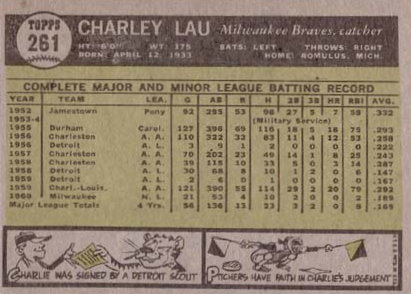 TOPPS
261
CHARLEY LAU Milwaukee Braves, catcher
HT: 6'0" WT: 175 BATS: LEFT THROWS: RIGHT
BORN: APRIL 12, 1933 HOME: ROMULUS, MICH.
COMPLETE MAJOR AND MINOR LEAGUE BATTING RECORD
YEAR TEAM LEA. G AB R H 2B 3B HR RBI AVG.
1952 Jamestown Pony 92 295 53 98 27 5 7 58 .332
1953-4 (Military Service)
1955 Durham Carol. 127 396 69 116 18 5 18 75 .293
1956 Charleston A. A. 110 322 32 83 11 4 12 53 .258
1956 Detroit A. L. 3 9 1 2 0 0 0 0 .222
1957 Charleston A. A. 70 202 23 49 14 1 8 25 .243
1958 Charleston A. A. 39 115 10 33 5 0 3 14 .287
1958 Detroit A. L. 30 68 8 10 1 2 0 6 .147
1959 Detroit A. L. 2 6 0 1 0 0 0 0 .167
1959 Charl.-Louis. A. A. 121 390 55 114 29 2 20 79 .292
1960 Milwaukee N. L. 21 53 4 10 2 0 0 2 .189
Major League Totals 4 Yrs. 56 136 13 23 3 2 0 8 .169
CHARLIE WAS SIGNED BY A DETROIT SCOUT
PITCHERS HAVE FAITH IN CHARLIE'S JUDGEMENT